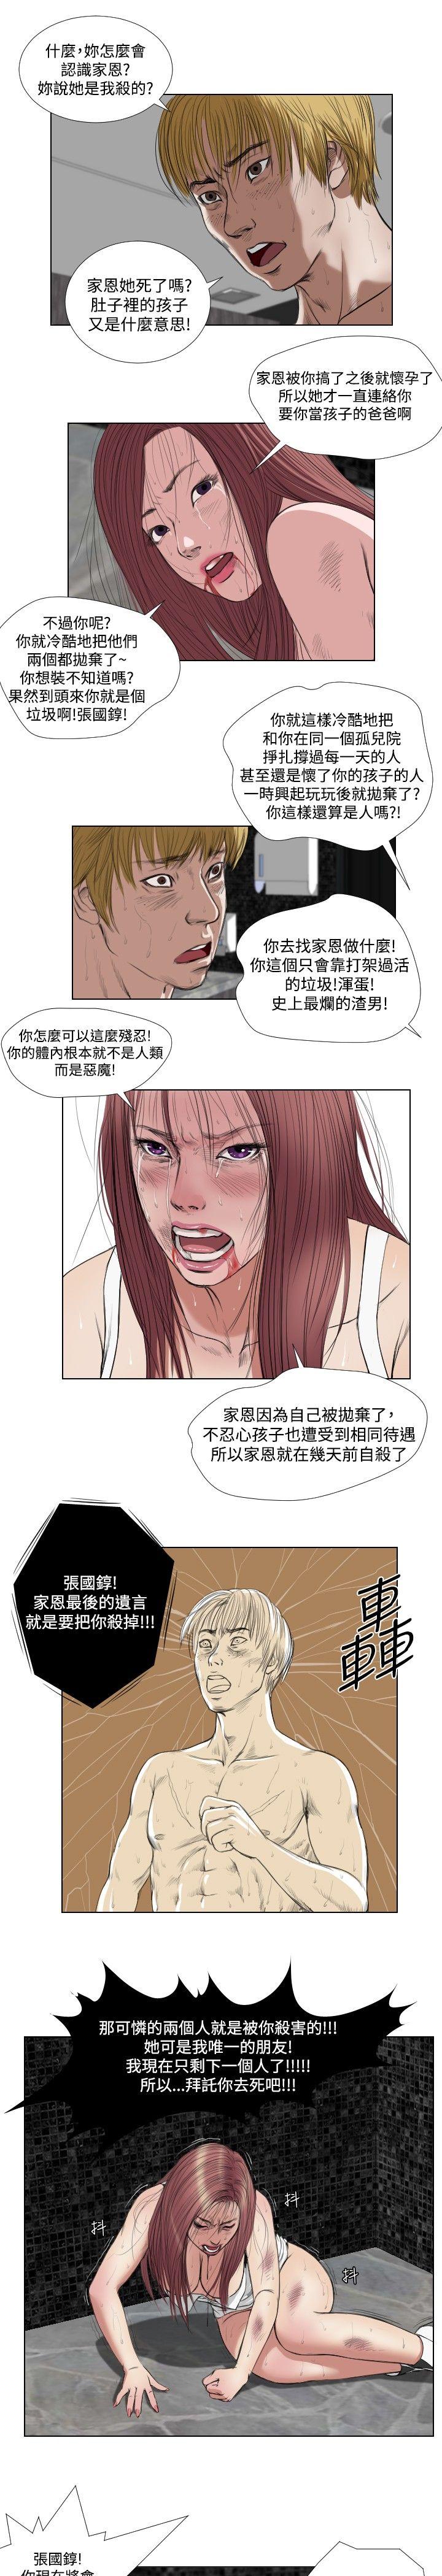 什麼，妳怎麼會
認識家恩？
妳說她是我殺的？
家恩她死了嗎？
肚子裡的孩子
又是什麼意思！
家恩被你搞了之後就懷孕了
所以她才一直連絡你
要你當孩子的爸爸啊
不過你呢？
你就冷酷地把他們
兩個都拋棄了~
你想裝不知道嗎？
果然到頭來你就是個
垃圾啊！張國錞！
你就這樣冷酷地把
和你在同一個孤兒院
掙扎撐過每一天的人
甚至還是懷了你的孩子的人
一時興起玩玩後就拋棄了？
你這樣還算是人嗎？！
你去找家恩做什麼！
你這個只會靠打架過活
的垃圾！渾蛋！
史上最爛的渣男！
你怎麼可以這麼殘忍！
你的體內根本就不是人類
而是惡魔！
家恩因為自己被拋棄了，
不忍心孩子也遭受到相同待遇
所以家恩就在幾天前自殺了
張國錞！
家恩最後的遺言
就是要把你殺掉！！！
轟
那可憐的兩個人就是被你殺害的！！！
她可是我唯一的朋友！
我現在只剩下一個人了！！！！！
所以...拜託你去死吧！！！
抖
抖
抖
張國錞！